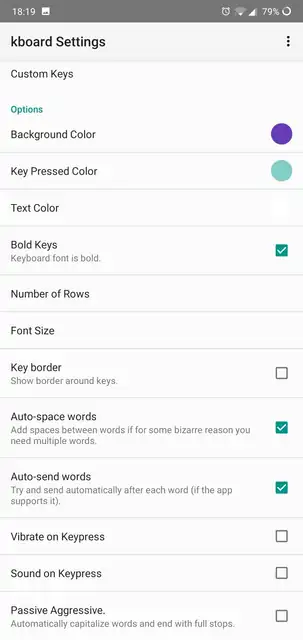 18:19 79%
kboard Settings
Custom Keys
Options
Background Color
Key Pressed Color
Text Color
Bold Keys
Keyboard font is bold.
Number of Rows
Font Size
Key border
Show border around keys.
Auto-space words
Add spaces between words if for some bizarre reason you
need multiple words.
Auto-send words
Try and send automatically after each word (if the app
supports it).
Vibrate on Keypress
Sound on Keypress
Passive Aggressive.
Automatically capitalize words and end with full stops.